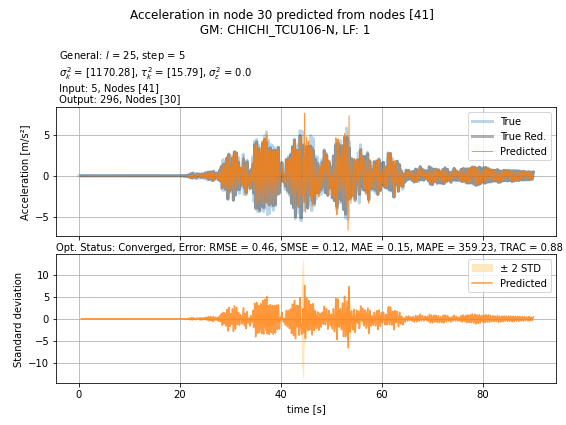 Acceleration in node 30 predicted from nodes [41]
GM: CHICHI_TCU106-N, LF: 1
General: l = 25, step = 5
σ²ₖ = [1170.28], τ²ₖ = [15.79], σ²ε = 0.0
Input: 5, Nodes [41]
Output: 296, Nodes [30]
Acceleration [m/s²]
5
0
−5
True
True Red.
Predicted
Opt. Status: Converged, Error: RMSE = 0.46, SMSE = 0.12, MAE = 0.15, MAPE = 359.23, TRAC = 0.88
Standard deviation
10
5
0
−5
−10
± 2 STD
Predicted
0 20 40 60 80
time [s]